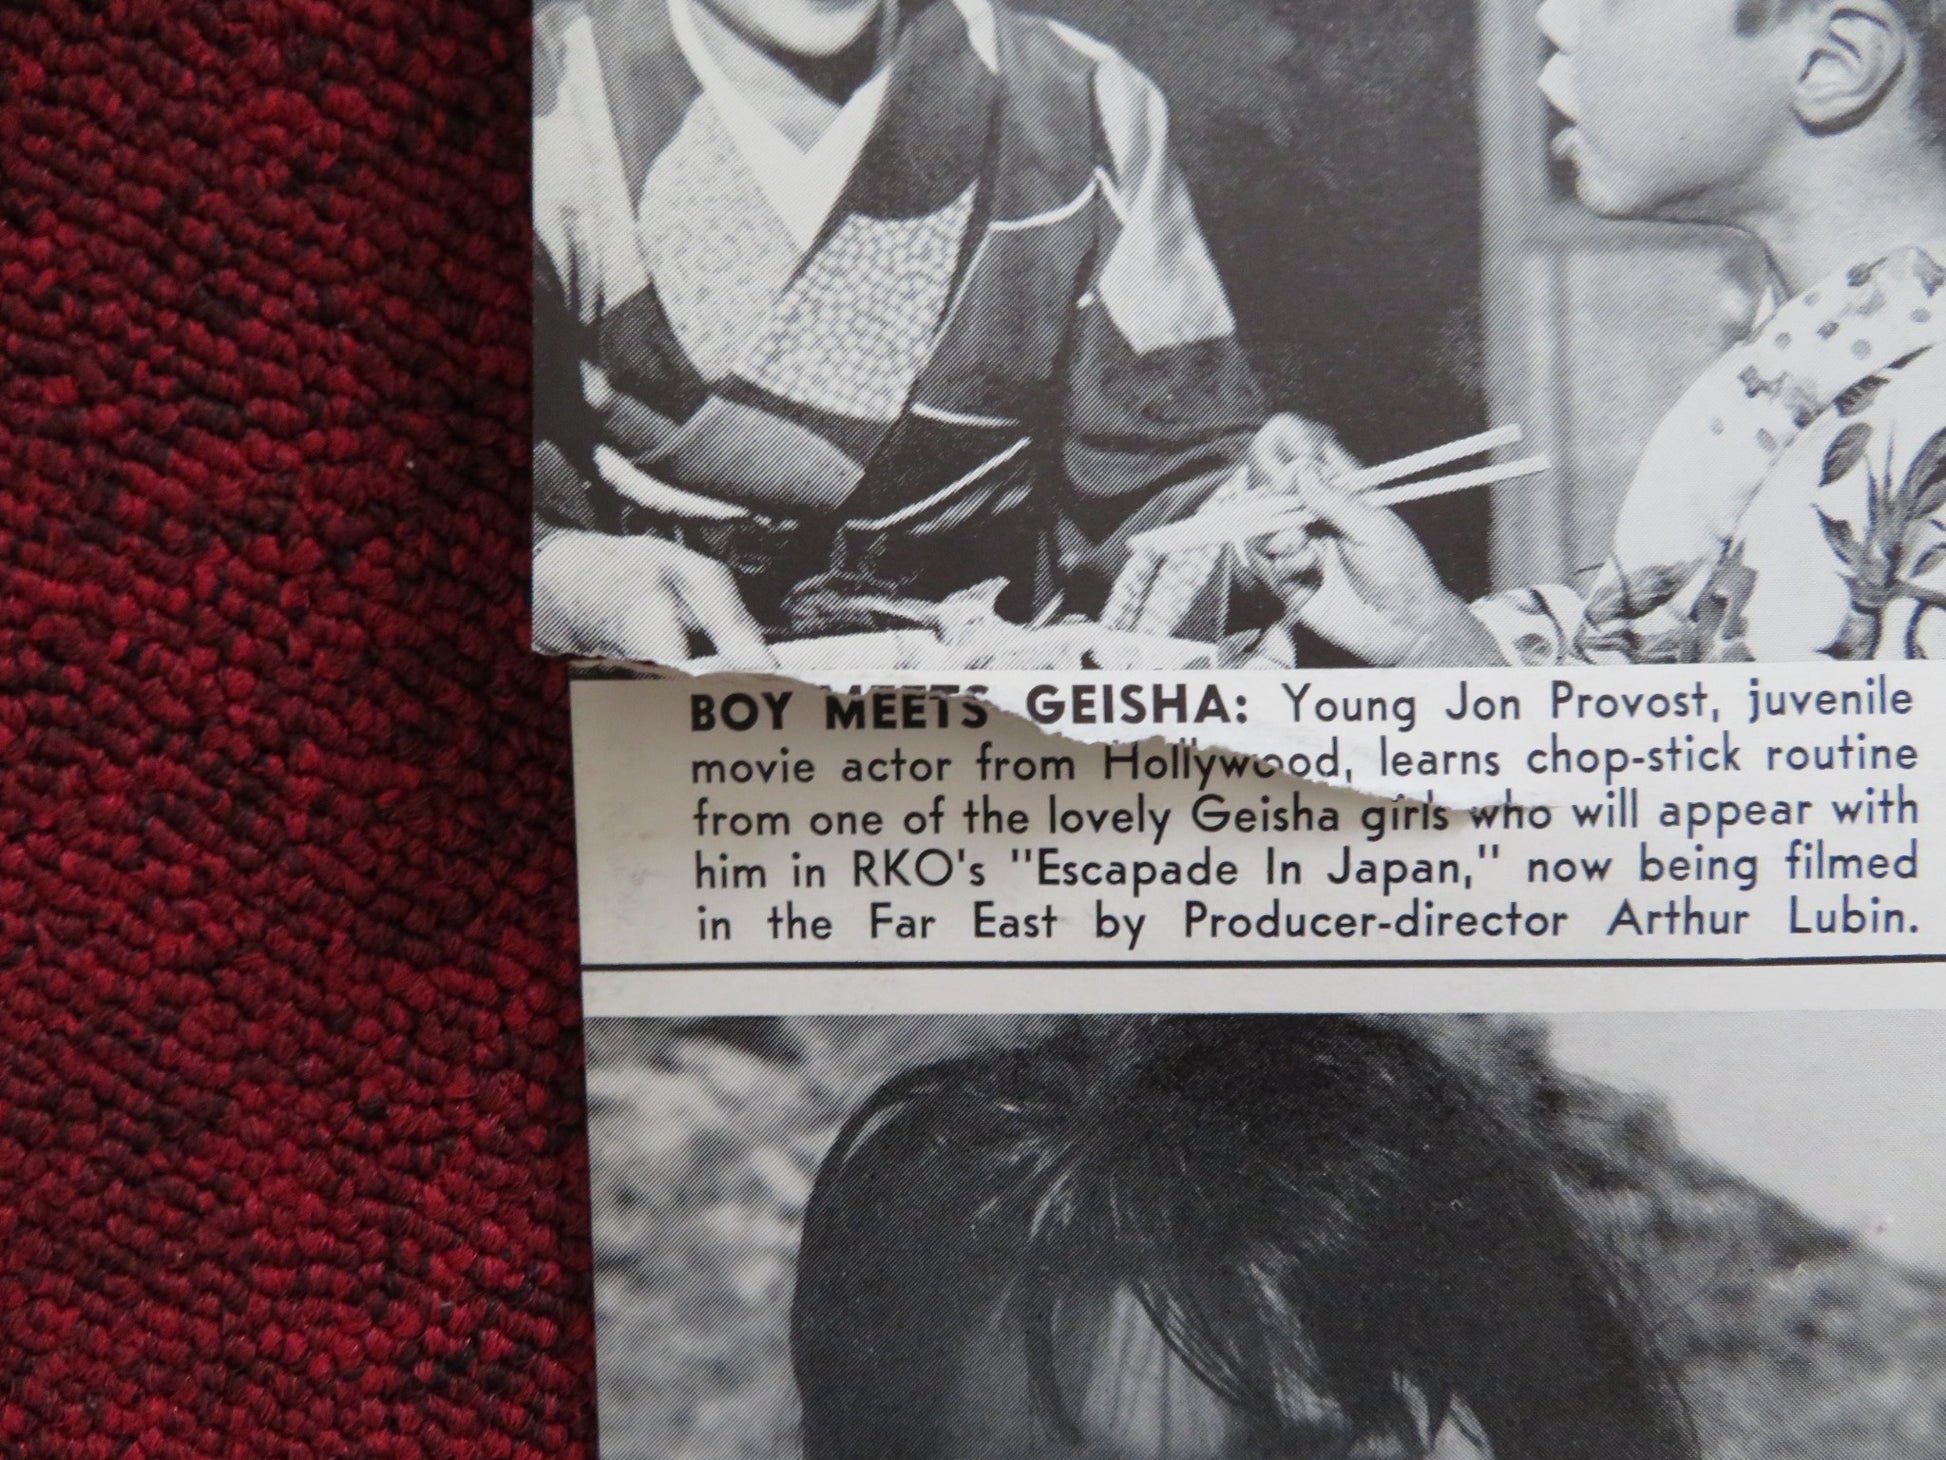 BOY MEETS GEISHA: Young Jon Provost, juvenile
movie actor from Hollywood, learns chop-stick routine
from one of the lovely Geisha girls who will appear with
him in RKO's "Escapade In Japan," now being filmed
in the Far East by Producer-director Arthur Lubin.